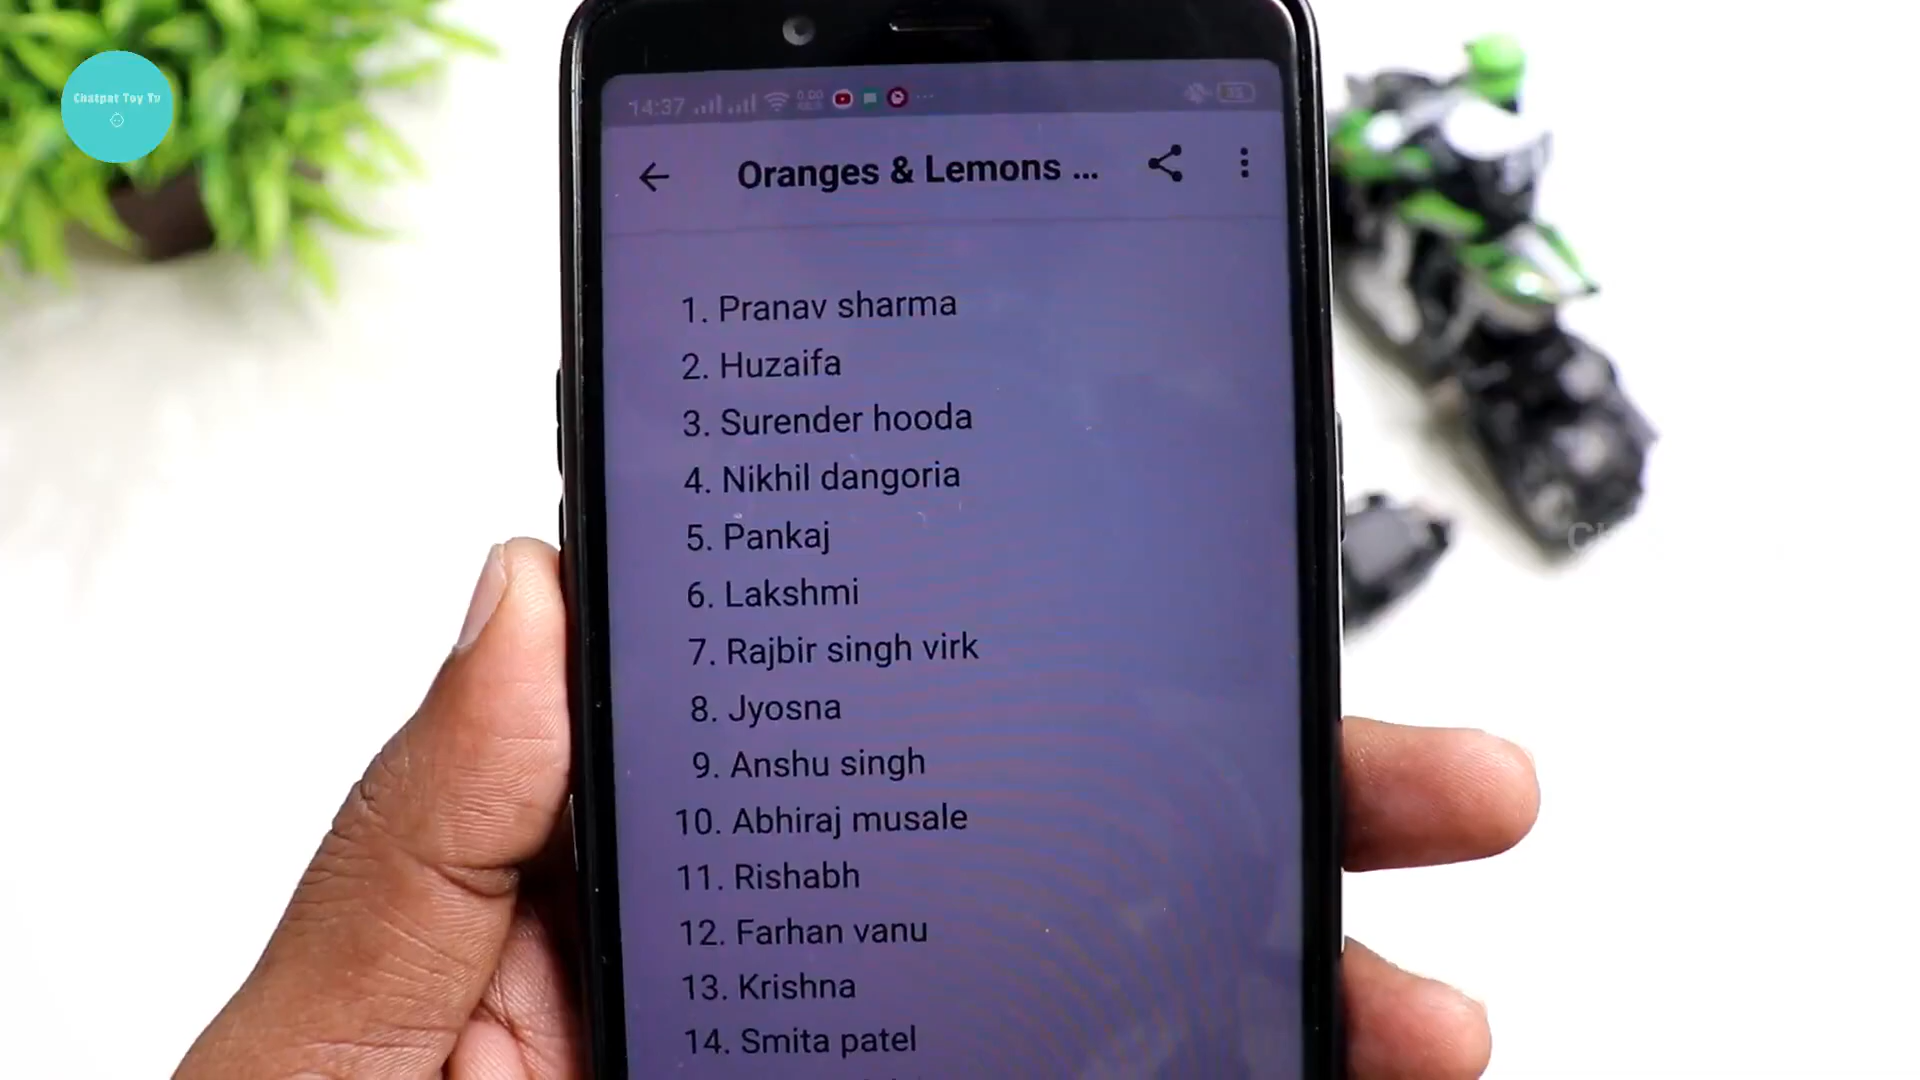 Chatpat Toy Tv
14:37
Oranges & Lemons ...
1. Pranav sharma
2. Huzaifa
3. Surender hooda
4. Nikhil dangoria
5. Pankaj
6. Lakshmi
7. Rajbir singh virk
8. Jyosna
9. Anshu singh
10. Abhiraj musale
11. Rishabh
12. Farhan vanu
13. Krishna
14. Smita patel